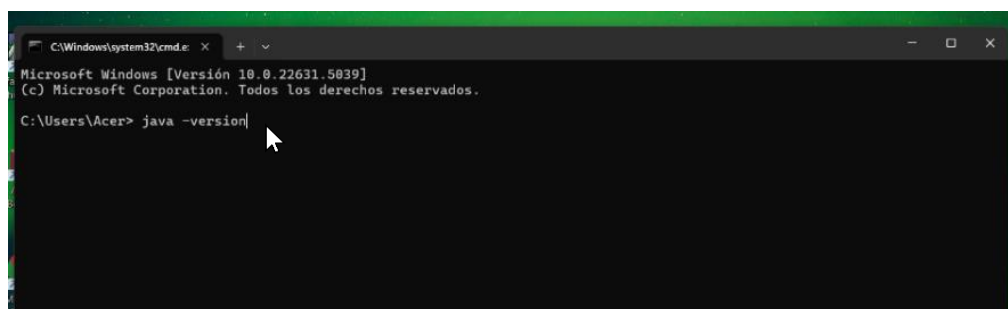 C:\Windows\system32\cmd.e:
Microsoft Windows [Versión 10.0.22631.5039]
(c) Microsoft Corporation. Todos los derechos reservados.
C:\Users\Acer> java -version